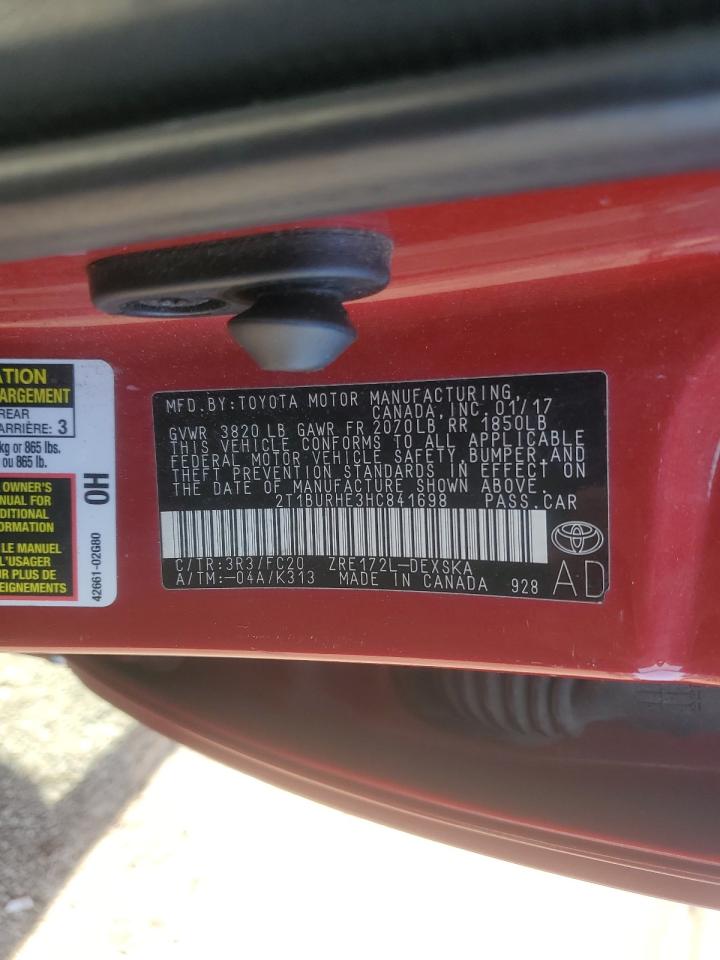 ATION
ARGEMENT
REAR
ARRIÈRE: 3
kg or 865 lbs.
ou 865 lb.
OWNER'S
ANUAL FOR
DDITIONAL
ORMATION
LE MANUEL
L'USAGER
UR PLUS DE
EIGNEMENTS
OH
42661-02G80
MFD. BY: TOYOTA MOTOR MANUFACTURING,
CANADA, INC. 01/17
GVWR 3820 LB GAWR FR 2070LB, RR 1850LB
THIS VEHICLE CONFORMS TO ALL APPLICABLE
FEDERAL MOTOR VEHICLE SAFETY, BUMPER, AND
THEFT PREVENTION STANDARDS IN EFFECT ON
THE DATE OF MANUFACTURE SHOWN ABOVE.
2T1BURHE3HC841698 PASS. CAR
C/TR: 3R3/FC20 ZRE172L-DEXSKA
A/TM: -04A/K313 MADE IN CANADA 928
AD